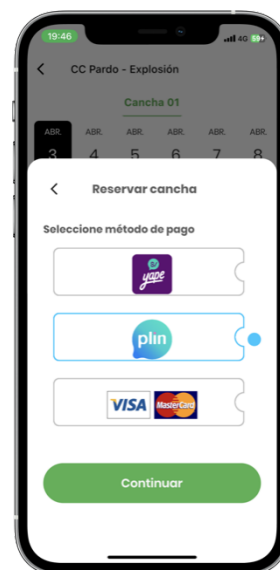 19:46
4G 59+
CC Pardo - Explosión
Cancha 01
ABR. ABR. ABR. ABR. ABR. ABR.
3 4 5 6 7 8
Reservar cancha
Seleccione método de pago
S/
yape
plin
VISA MasterCard
Continuar